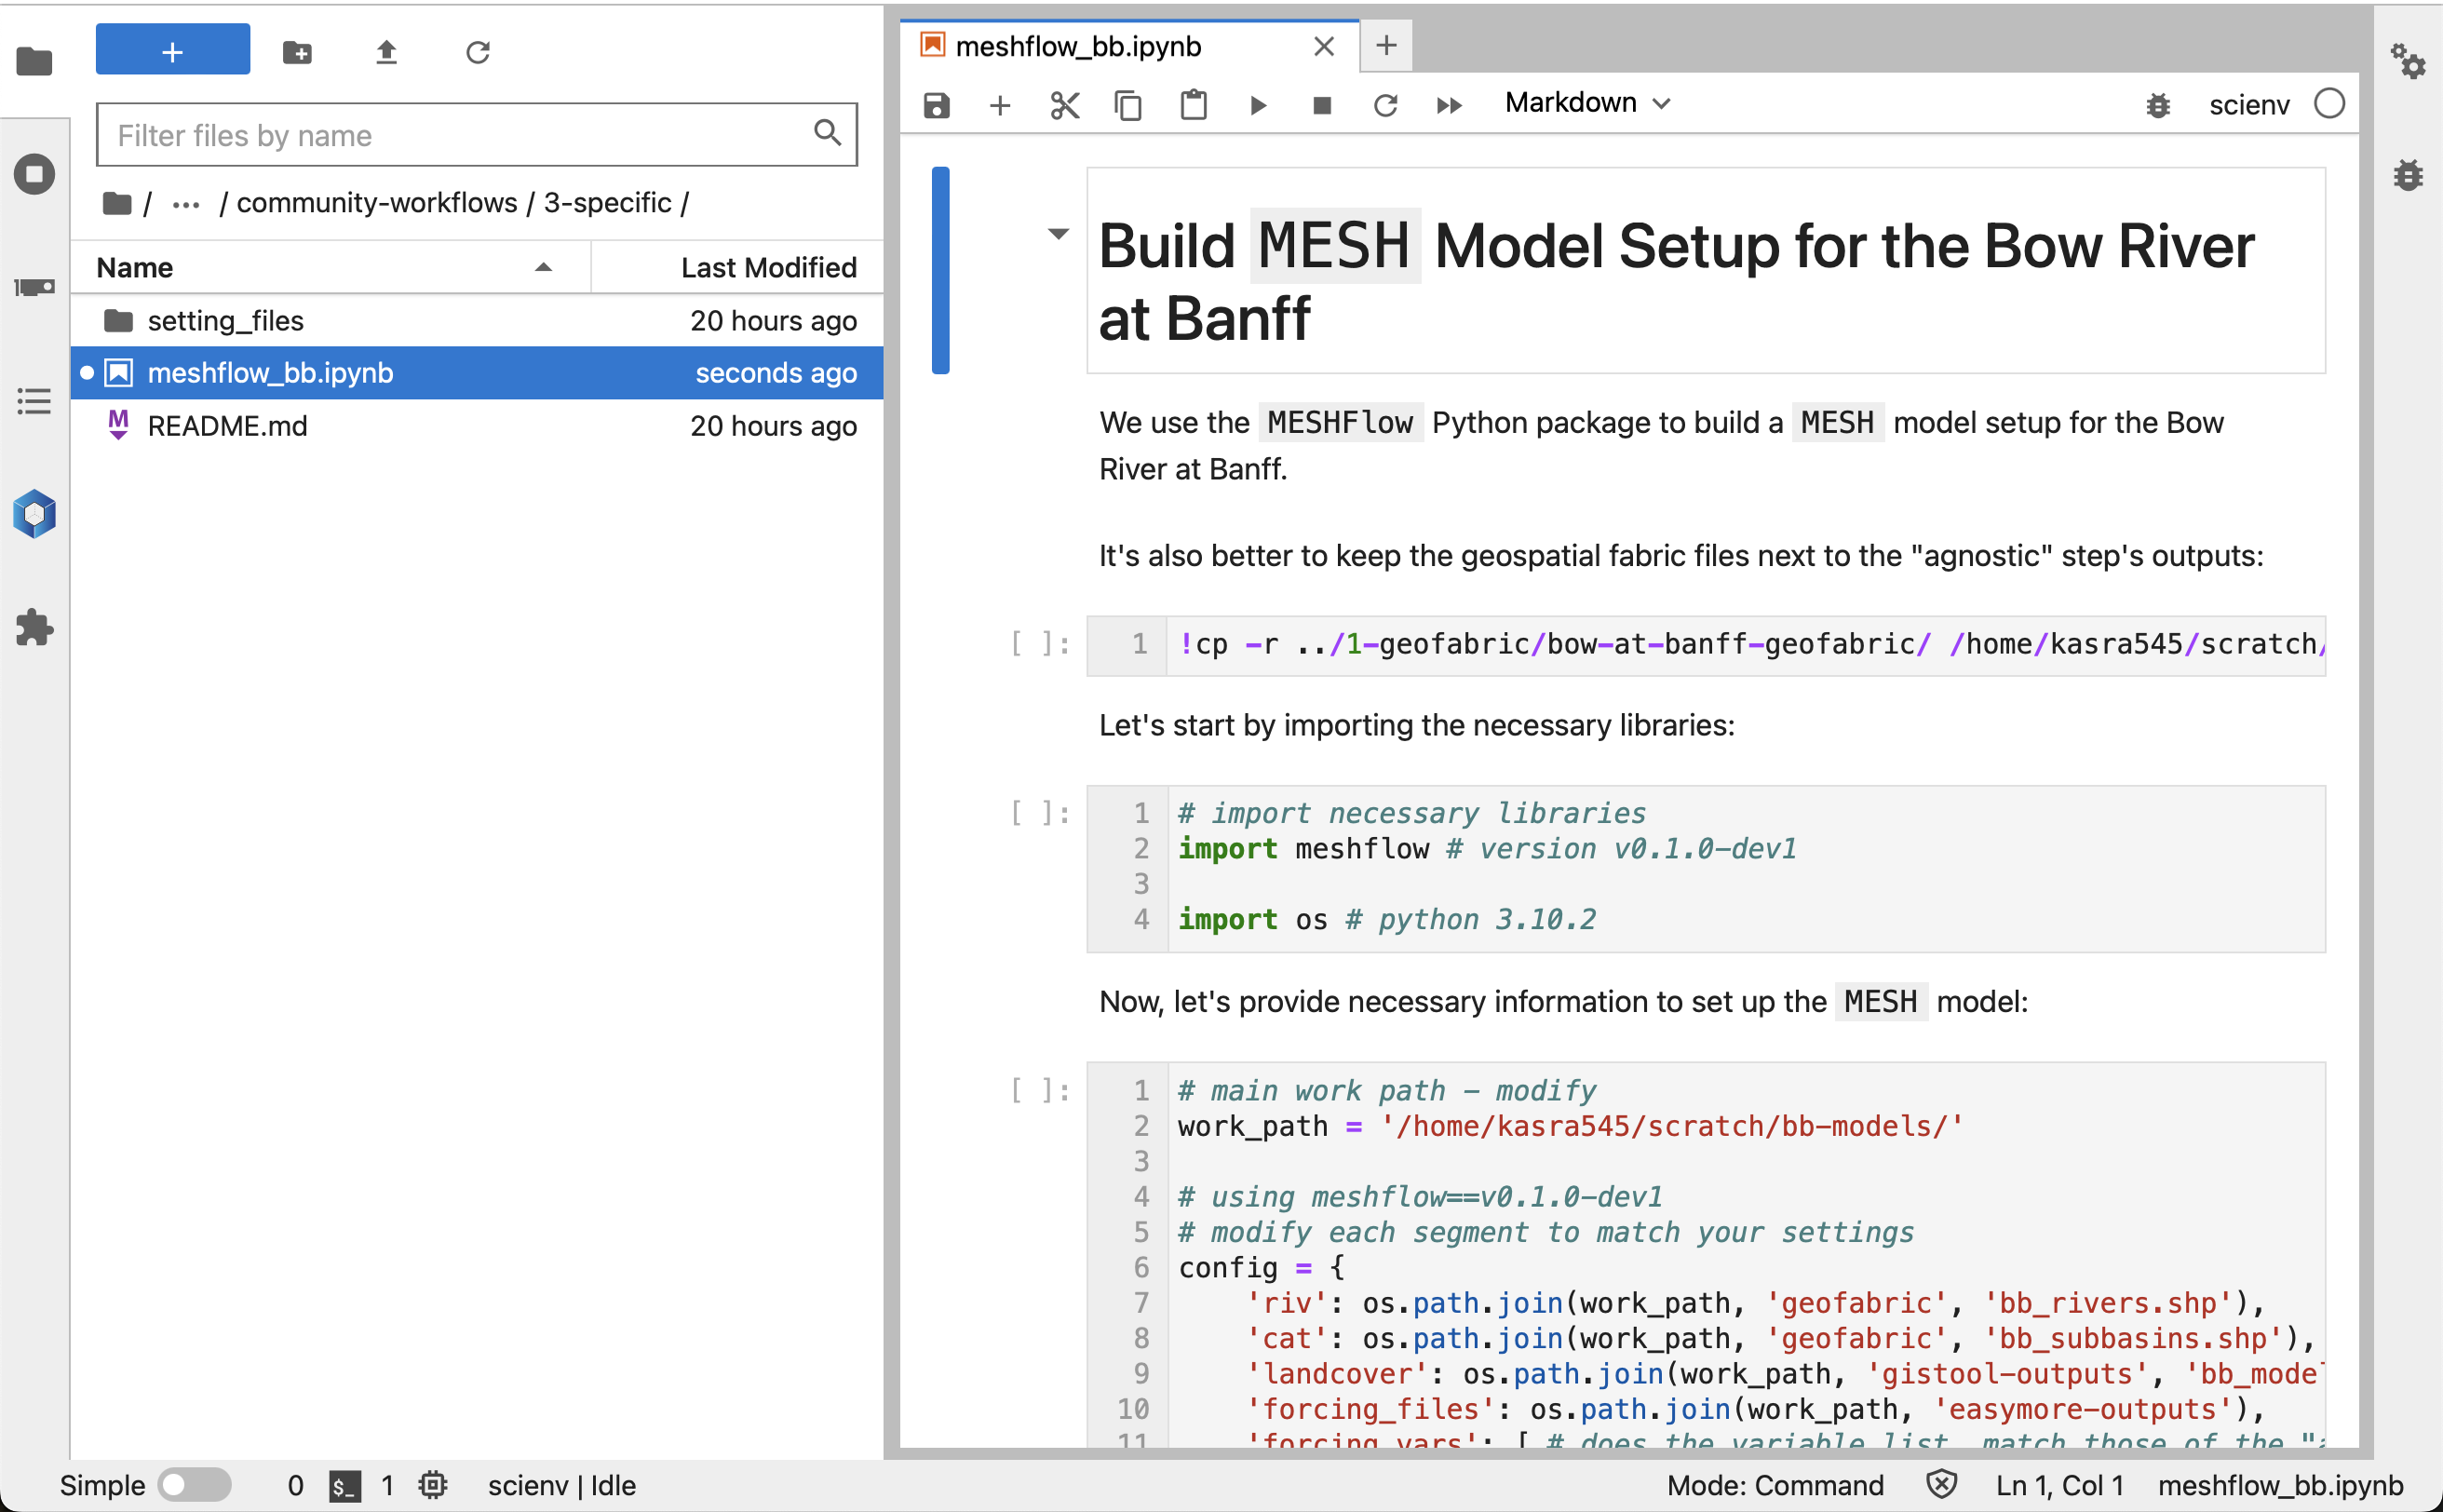 +
Filter files by name
/ ... / community-workflows / 3-specific /
Name Last Modified
setting_files 20 hours ago
meshflow_bb.ipynb seconds ago
M README.md 20 hours ago
meshflow_bb.ipynb
Markdown scienv
Build MESH Model Setup for the Bow River
at Banff
We use the MESHFlow Python package to build a MESH model setup for the Bow
River at Banff.
It's also better to keep the geospatial fabric files next to the "agnostic" step's outputs:
[ ]: 1 !cp -r ../1-geofabric/bow-at-banff-geofabric/ /home/kasra545/scratch/
Let's start by importing the necessary libraries:
[ ]: 1 # import necessary libraries
2 import meshflow # version v0.1.0-dev1
3
4 import os # python 3.10.2
Now, let's provide necessary information to set up the MESH model:
[ ]: 1 # main work path - modify
2 work_path = '/home/kasra545/scratch/bb-models/'
3
4 # using meshflow==v0.1.0-dev1
5 # modify each segment to match your settings
6 config = {
7 'riv': os.path.join(work_path, 'geofabric', 'bb_rivers.shp'),
8 'cat': os.path.join(work_path, 'geofabric', 'bb_subbasins.shp'),
9 'landcover': os.path.join(work_path, 'gistool-outputs', 'bb_mode
10 'forcing_files': os.path.join(work_path, 'easymore-outputs'),
11 'forcing_vars': [ # does the variable list, match those of the "
Simple 0 $_ 1 scienv | Idle Mode: Command Ln 1, Col 1 meshflow_bb.ipynb